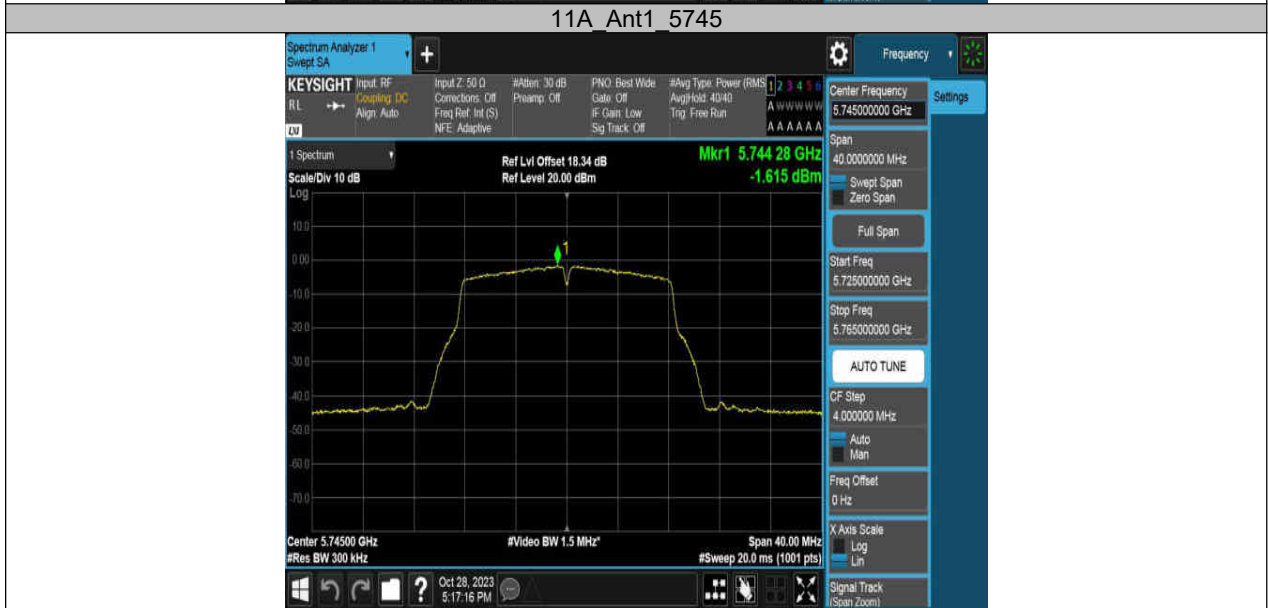 11A_Ant1_5745
Spectrum Analyzer 1
Swept SA
+
Frequency
KEYSIGHT
RL
LXI
Input: RF
Coupling: DC
Align: Auto
Input Z: 50 Ω
Corrections: Off
Freq Ref: Int (S)
NFE: Adaptive
#Atten: 30 dB
Preamp: Off
PNO: Best Wide
Gate: Off
IF Gain: Low
Sig Track: Off
#Avg Type: Power (RMS
Avg|Hold: 40/40
Trig: Free Run
1 2 3 4 5 6
A W W W W W
A A A A A A
Center Frequency
5.745000000 GHz
Settings
Span
40.0000000 MHz
Swept Span
Zero Span
Full Span
Start Freq
5.725000000 GHz
Stop Freq
5.765000000 GHz
AUTO TUNE
CF Step
4.000000 MHz
Auto
Man
Freq Offset
0 Hz
X Axis Scale
Log
Lin
Signal Track
(Span Zoom)
1 Spectrum
Scale/Div 10 dB
Log
Ref Lvl Offset 18.34 dB
Ref Level 20.00 dBm
Mkr1 5.744 28 GHz
-1.615 dBm
10.0
0.00
-10.0
-20.0
-30.0
-40.0
-50.0
-60.0
-70.0
1
Center 5.74500 GHz
#Res BW 300 kHz
#Video BW 1.5 MHz*
Span 40.00 MHz
#Sweep 20.0 ms (1001 pts)
?
Oct 28, 2023
5:17:16 PM